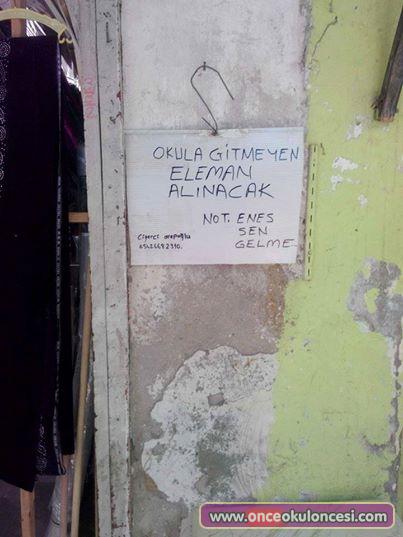 OKULA GİTMEYEN
ELEMAN
ALINACAK
NOT. ENES
SEN
GELME
www.onceokuloncesi.com